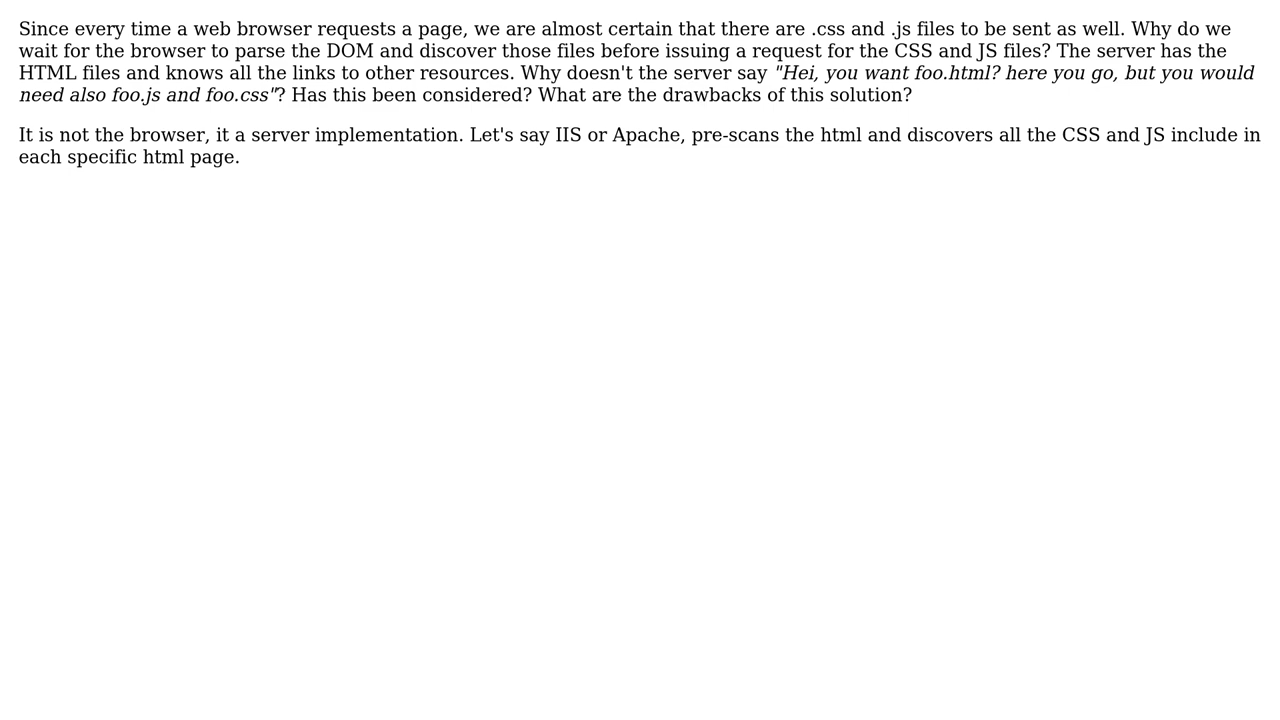 Since every time a web browser requests a page, we are almost certain that there are .css and .js files to be sent as well. Why do we
wait for the browser to parse the DOM and discover those files before issuing a request for the CSS and JS files? The server has the
HTML files and knows all the links to other resources. Why doesn't the server say "Hei, you want foo.html? here you go, but you would
need also foo.js and foo.css"? Has this been considered? What are the drawbacks of this solution?
It is not the browser, it a server implementation. Let's say IIS or Apache, pre-scans the html and discovers all the CSS and JS include in
each specific html page.